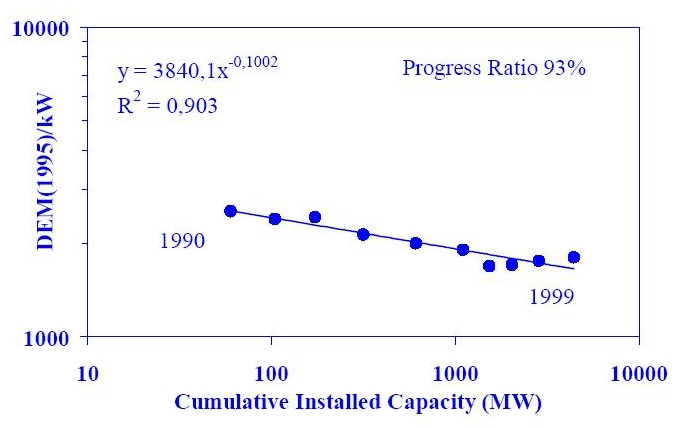 10000
y = 3840,1x^-0,1002
Progress Ratio 93%
R² = 0,903
DEM(1995)/kW
1990
1999
1000
10 100 1000 10000
Cumulative Installed Capacity (MW)